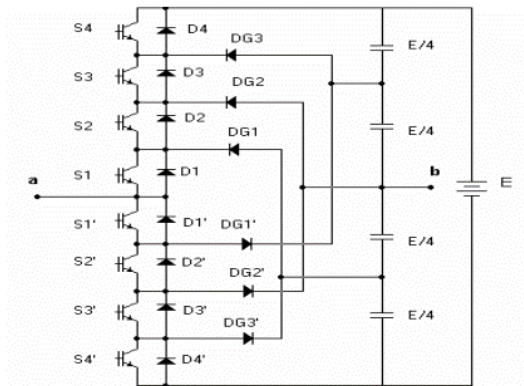 S4 D4 DG3 E/4
S3 D3 DG2
S2 D2 DG1 E/4
a S1 D1 b E
S1' D1' DG1'
S2' D2' DG2' E/4
S3' D3' DG3' E/4
S4' D4'